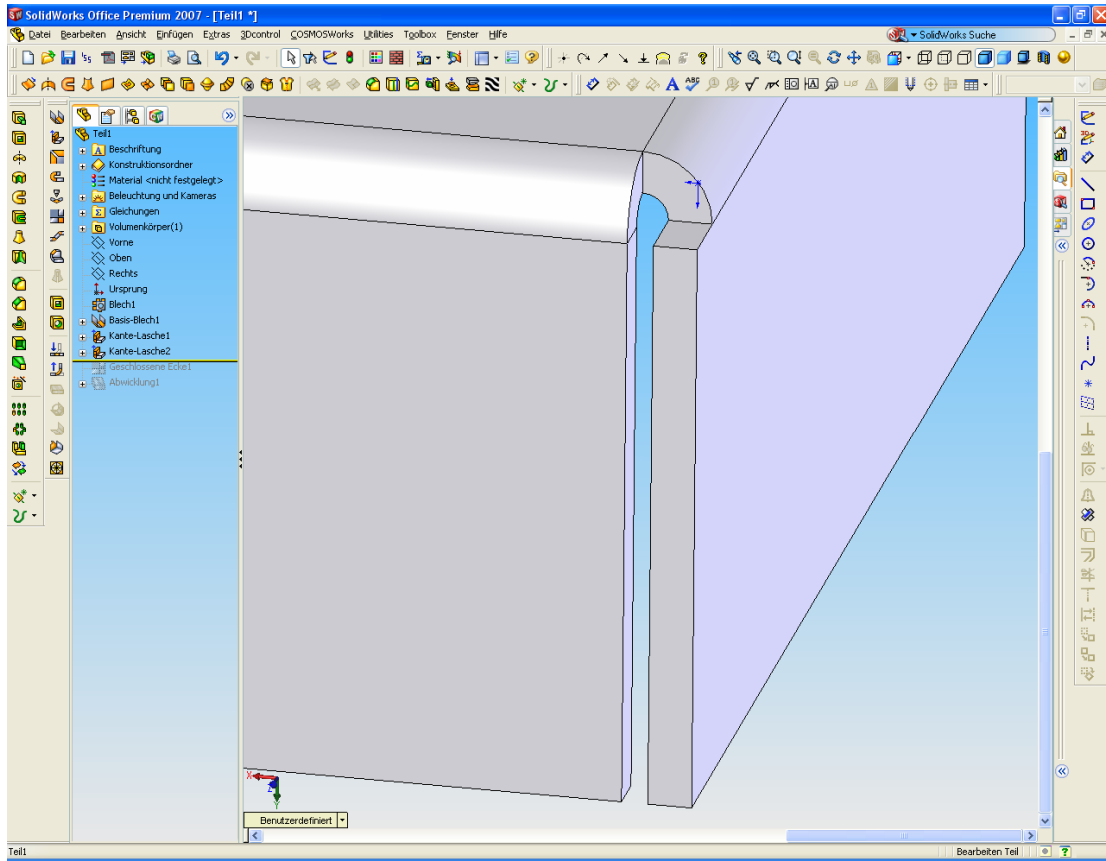 SolidWorks Office Premium 2007 - [Teil1 *]
Datei Bearbeiten Ansicht Einfügen Extras 3Dcontrol COSMOSWorks Utilities Toolbox Fenster Hilfe SolidWorks Suche
Teil1
Beschriftung
Konstruktionsordner
Material <nicht festgelegt>
Beleuchtung und Kameras
Gleichungen
Volumenkörper(1)
Vorne
Oben
Rechts
Ursprung
Blech1
Basis-Blech1
Kante-Lasche1
Kante-Lasche2
Geschlossene Ecke1
Abwicklung1
X
Z
Y
Benutzerdefiniert
Teil1 Bearbeiten Teil